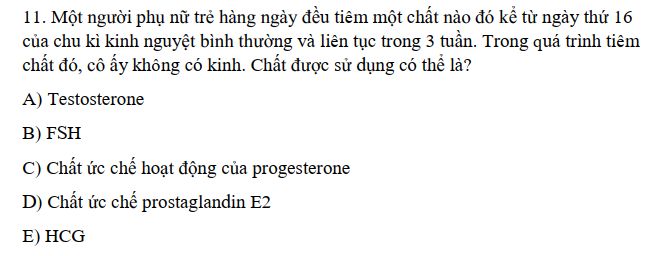 11. Một người phụ nữ trẻ hàng ngày đều tiêm một chất nào đó kể từ ngày thứ 16
của chu kì kinh nguyệt bình thường và liên tục trong 3 tuần. Trong quá trình tiêm
chất đó, cô ấy không có kinh. Chất được sử dụng có thể là?
A) Testosterone
B) FSH
C) Chất ức chế hoạt động của progesterone
D) Chất ức chế prostaglandin E2
E) HCG